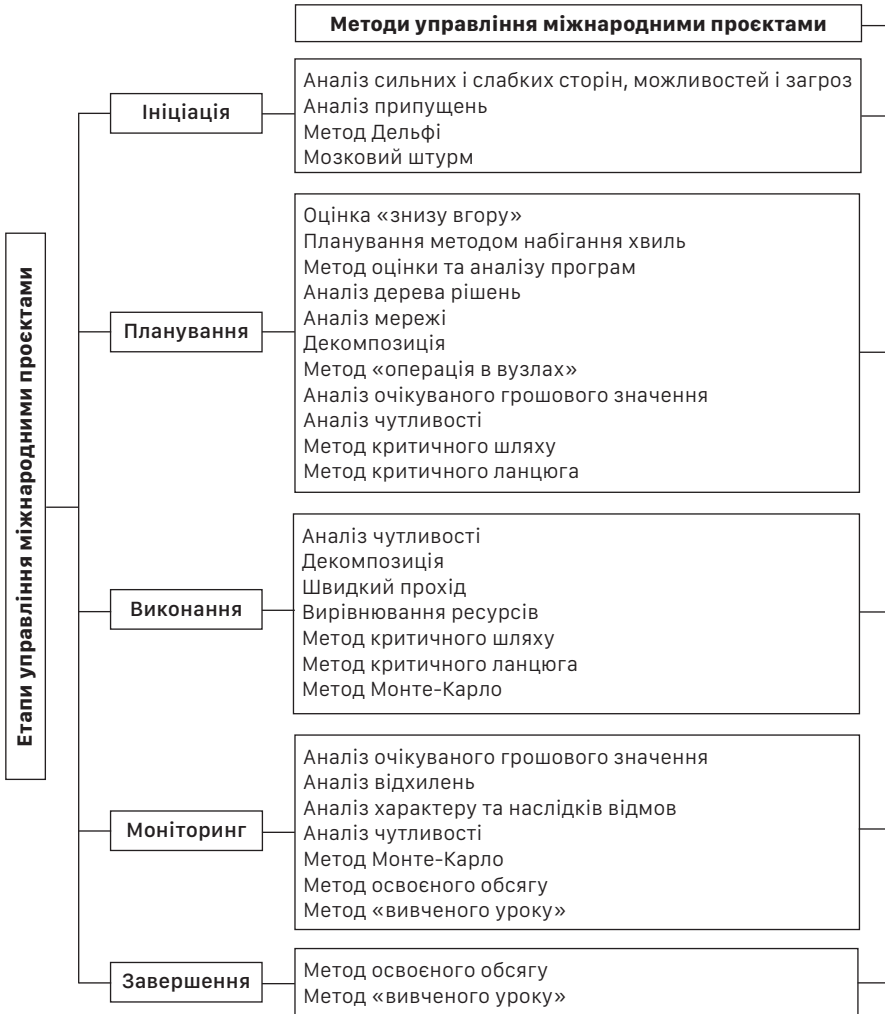 Методи управління міжнародними проєктами
Етапи управління міжнародними проєктами
Ініціація
Аналіз сильних і слабких сторін, можливостей і загроз
Аналіз припущень
Метод Дельфі
Мозковий штурм
Планування
Оцінка «знизу вгору»
Планування методом набігання хвиль
Метод оцінки та аналізу програм
Аналіз дерева рішень
Аналіз мережі
Декомпозиція
Метод «операція в вузлах»
Аналіз очікуваного грошового значення
Аналіз чутливості
Метод критичного шляху
Метод критичного ланцюга
Виконання
Аналіз чутливості
Декомпозиція
Швидкий прохід
Вирівнювання ресурсів
Метод критичного шляху
Метод критичного ланцюга
Метод Монте-Карло
Моніторинг
Аналіз очікуваного грошового значення
Аналіз відхилень
Аналіз характеру та наслідків відмов
Аналіз чутливості
Метод Монте-Карло
Метод освоєного обсягу
Метод «вивченого уроку»
Завершення
Метод освоєного обсягу
Метод «вивченого уроку»